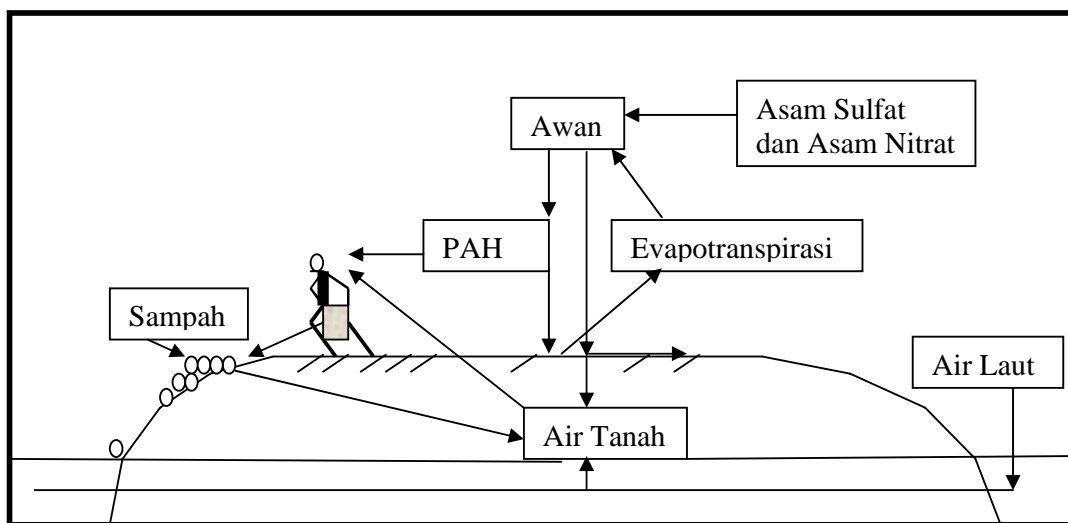 Asam Sulfat
dan Asam Nitrat
Awan
PAH
Evapotranspirasi
Sampah
Air Laut
Air Tanah